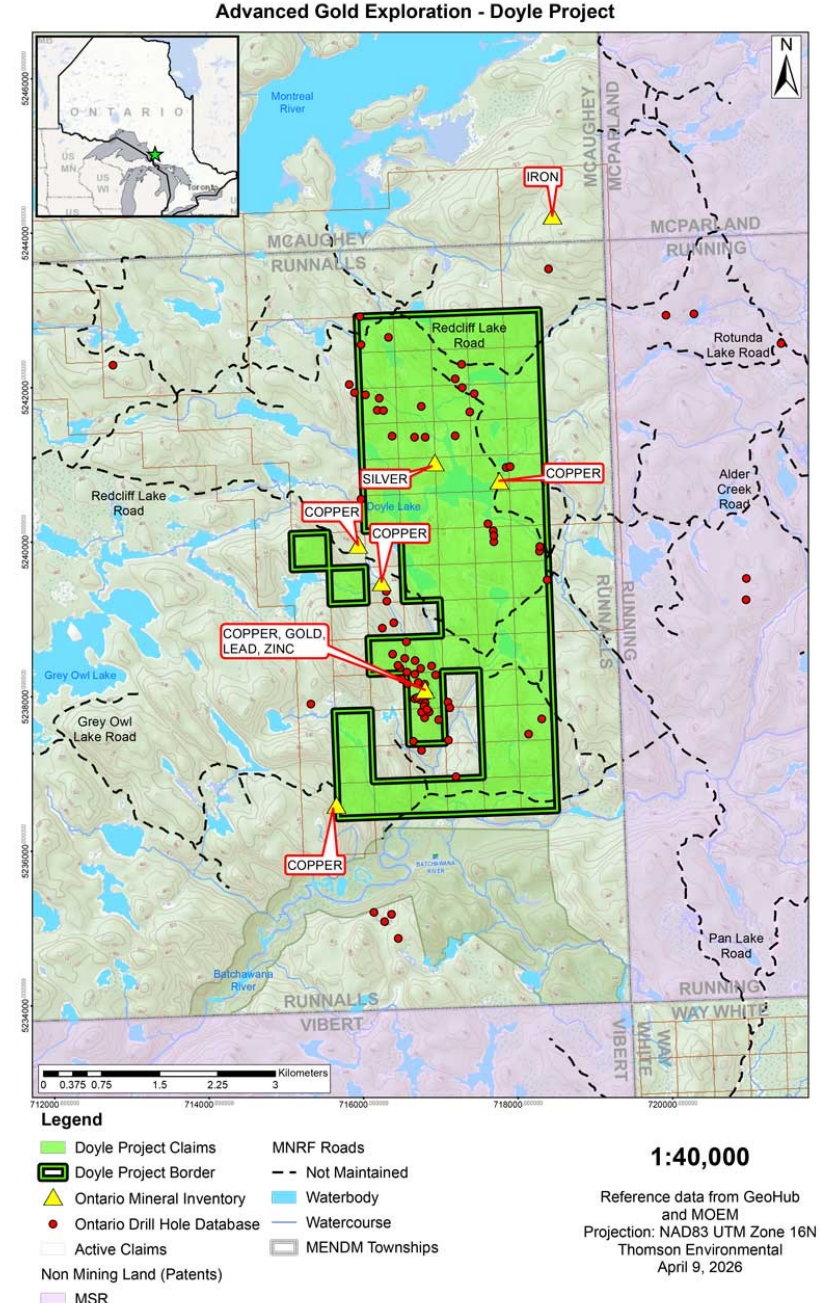 Advanced Gold Exploration - Doyle Project
MB
ONTARIO
US
MN
US
WI
US
Toronto
Montreal
River
N
IRON
MCAUGHEY
MCPARLAND
MCAUGHEY
RUNNALLS
MCPARLAND
RUNNING
Redcliff Lake
Road
Rotunda
Lake Road
SILVER
COPPER
Redcliff Lake
Road
COPPER
Doyle Lake
COPPER
Alder
Creek
Road
RUNNALLS
RUNNING
COPPER, GOLD,
LEAD, ZINC
Grey Owl Lake
Grey Owl
Lake Road
COPPER
BATCHAWANA
RIVER
Pan Lake
Road
Batchawana
River
RUNNALLS
VIBERT
RUNNING
WAY WHITE
VIBERT
WAY
WHITE
5246000
5244000
5242000
5240000
5238000
5236000
5234000
0 0.375 0.75 1.5 2.25 3 Kilometers
712000 714000 716000 718000 720000
Legend
Doyle Project Claims
Doyle Project Border
Ontario Mineral Inventory
Ontario Drill Hole Database
Active Claims
Non Mining Land (Patents)
MSR
MNRF Roads
Not Maintained
Waterbody
Watercourse
MENDM Townships
1:40,000
Reference data from GeoHub
and MOEM
Projection: NAD83 UTM Zone 16N
Thomson Environmental
April 9, 2026